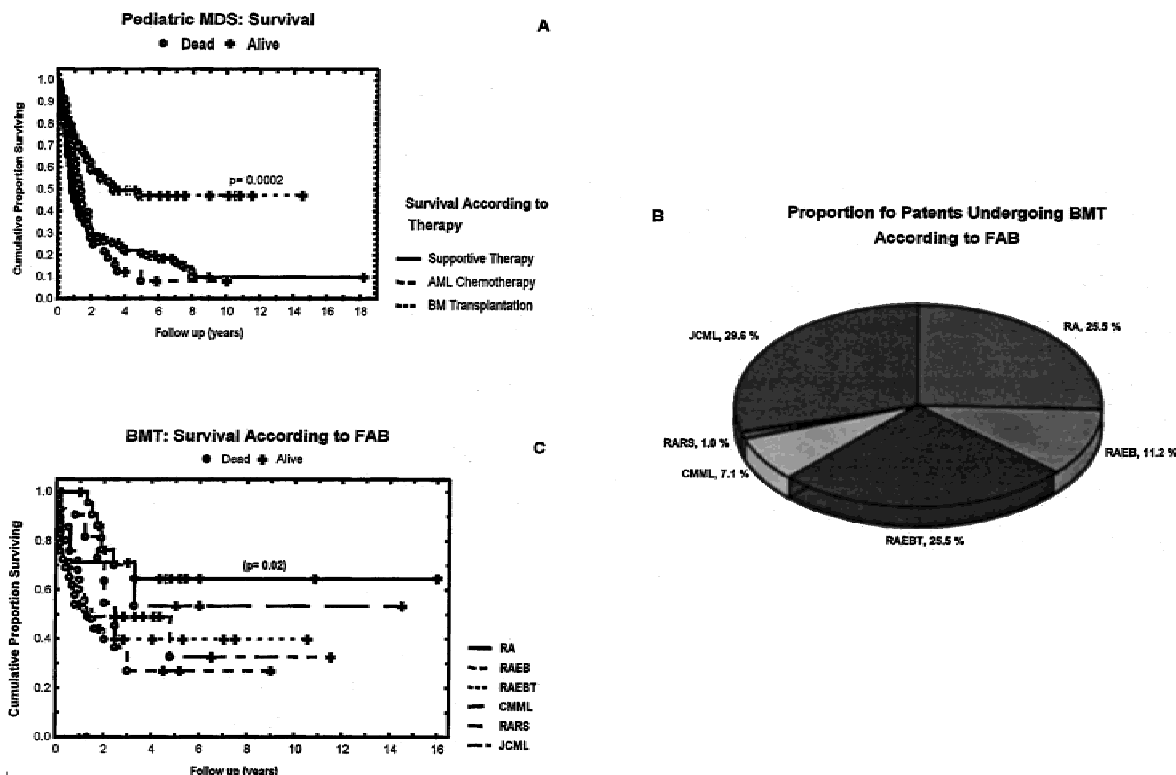 Pediatric MDS: Survival
Dead Alive
A
Cumulative Proportion Surviving
1.0
0.9
0.8
0.7
0.6
0.5
0.4
0.3
0.2
0.1
0.0
p= 0.0002
0 2 4 6 8 10 12 14 16 18
Follow up (years)
Survival According to
Therapy
Supportive Therapy
AML Chemotherapy
BM Transplantation
B
Proportion fo Patents Undergoing BMT
According to FAB
JCML, 29.6 %
RA, 25.5 %
RARS, 1.0 %
CMML, 7.1 %
RAEB, 11.2 %
RAEBT, 25.5 %
BMT: Survival According to FAB
Dead Alive
C
Cumulative Proportion Surviving
1.0
0.8
0.6
0.4
0.2
0.0
(p= 0.02)
0 2 4 6 8 10 12 14 16
Follow up (years)
RA
RAEB
RAEBT
CMML
RARS
JCML